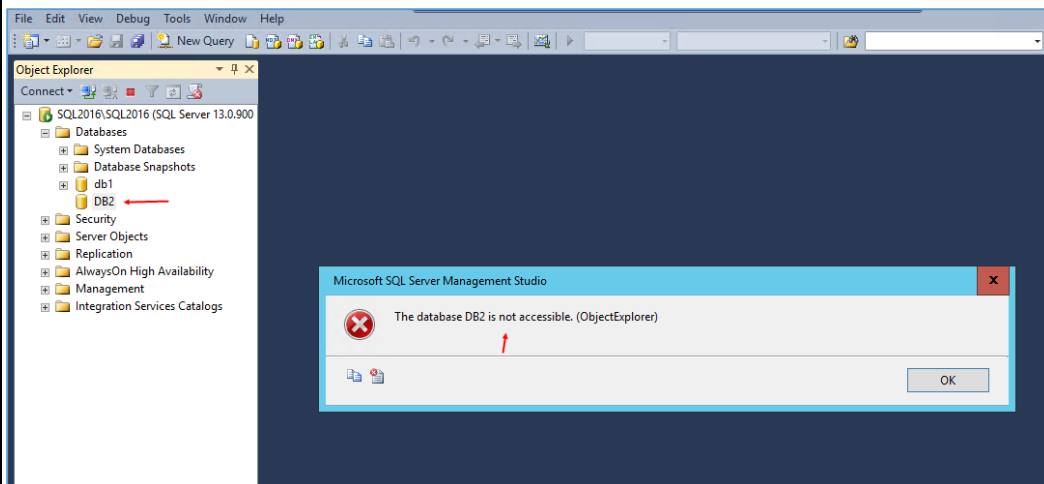 File Edit View Debug Tools Window Help
New Query
Object Explorer
Connect
SQL2016\SQL2016 (SQL Server 13.0.900
Databases
System Databases
Database Snapshots
db1
DB2
Security
Server Objects
Replication
AlwaysOn High Availability
Management
Integration Services Catalogs
Microsoft SQL Server Management Studio
The database DB2 is not accessible. (ObjectExplorer)
OK